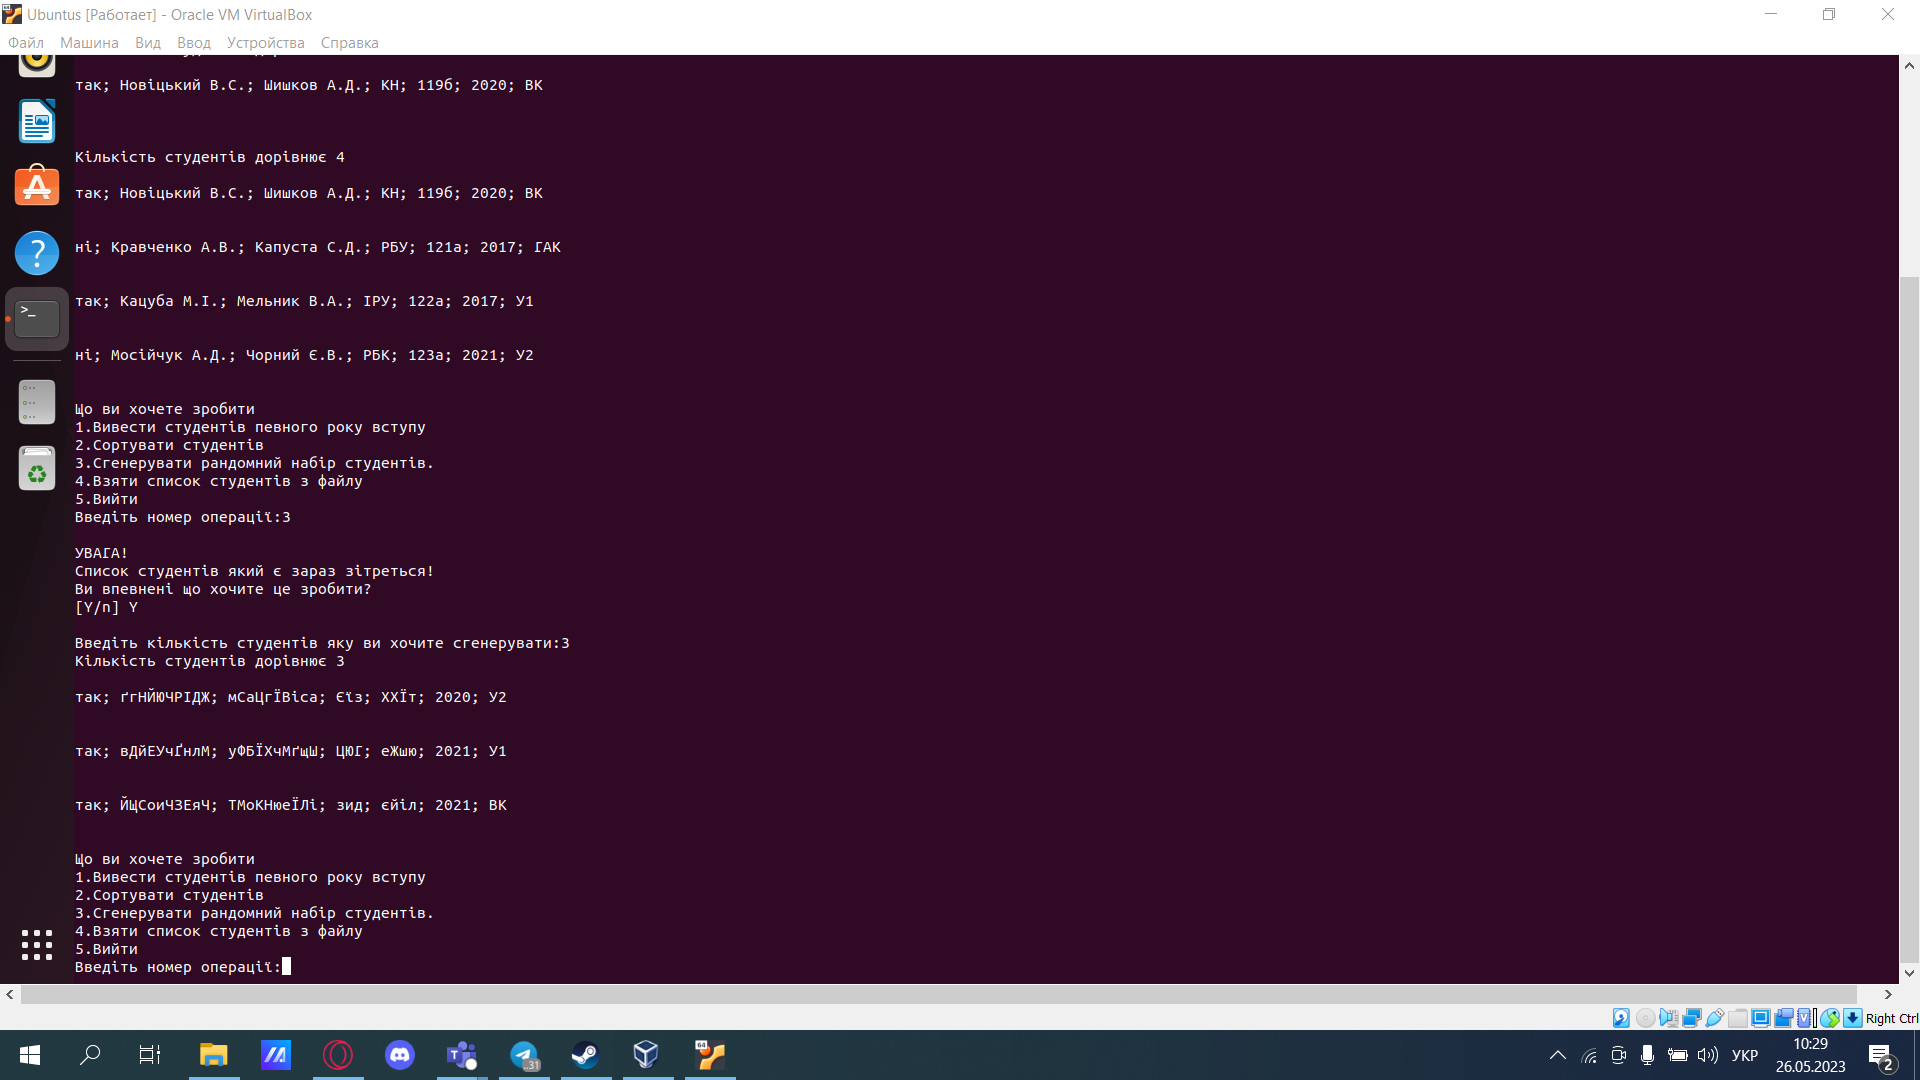 Ubuntus [Работает] - Oracle VM VirtualBox
Файл Машина Вид Ввод Устройства Справка
так; Новіцький В.С.; Шишков А.Д.; КН; 119б; 2020; ВК
Кількість студентів дорівнює 4
так; Новіцький В.С.; Шишков А.Д.; КН; 119б; 2020; ВК
ні; Кравченко А.В.; Капуста С.Д.; РБУ; 121а; 2017; ГАК
так; Кацуба М.І.; Мельник В.А.; ІРУ; 122а; 2017; У1
ні; Мосійчук А.Д.; Чорний Є.В.; РБК; 123а; 2021; У2
Що ви хочете зробити
1.Вивести студентів певного року вступу
2.Сортувати студентів
3.Сгенерувати рандомний набір студентів.
4.Взяти список студентів з файлу
5.Вийти
Введіть номер операції:3
УВАГА!
Список студентів який є зараз зітреться!
Ви впевнені що хочите це зробити?
[Y/n] Y
Введіть кількість студентів яку ви хочите сгенерувати:3
Кількість студентів дорівнює 3
так; ґгНЙЮЧРІДЖ; мСаЦгЇВіса; Єїз; ХХЇт; 2020; У2
так; вДйЕУчҐнлМ; уФБЇХчМґщШ; ЦЮГ; еЖшю; 2021; У1
так; ЙЩСоиЧЗЕяЧ; ТМоКНюеЇЛі; зид; єйіл; 2021; ВК
Що ви хочете зробити
1.Вивести студентів певного року вступу
2.Сортувати студентів
3.Сгенерувати рандомний набір студентів.
4.Взяти список студентів з файлу
5.Вийти
Введіть номер операції:
Right Ctrl
31
64
УКР
10:29
26.05.2023
2